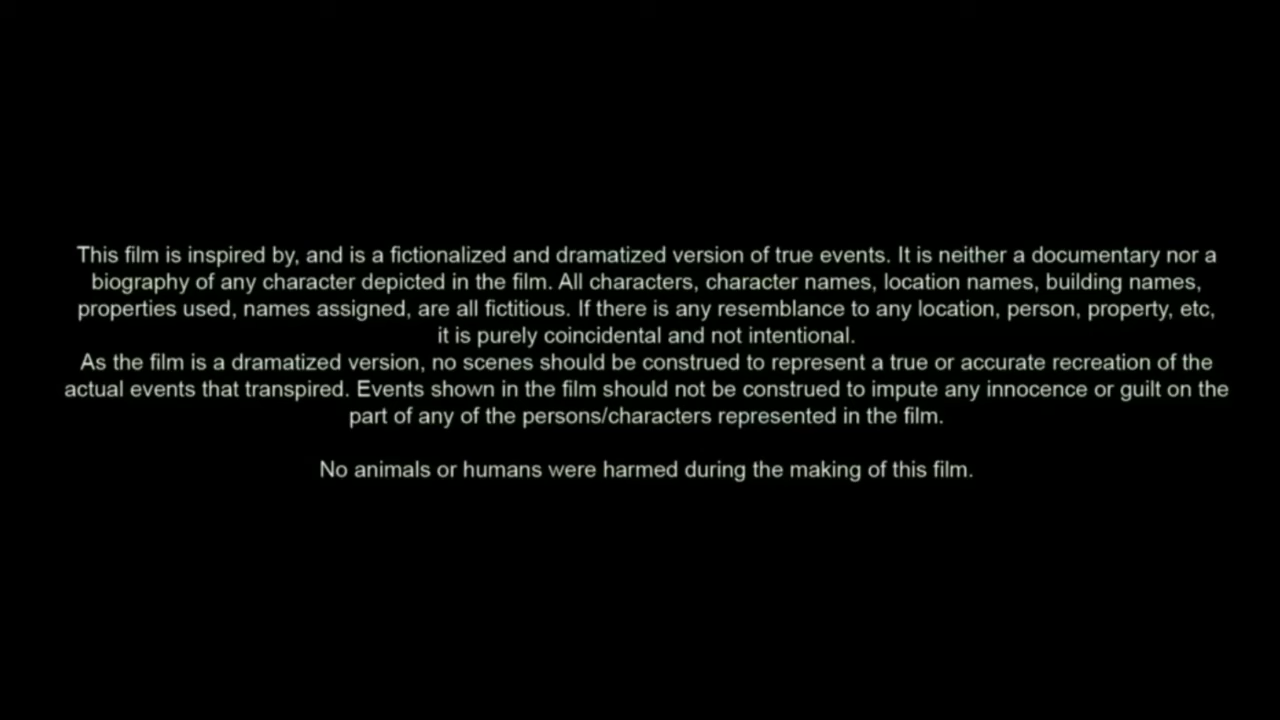 This film is inspired by, and is a fictionalized and dramatized version of true events. It is neither a documentary nor a
biography of any character depicted in the film. All characters, character names, location names, building names,
properties used, names assigned, are all fictitious. If there is any resemblance to any location, person, property, etc,
it is purely coincidental and not intentional.
As the film is a dramatized version, no scenes should be construed to represent a true or accurate recreation of the
actual events that transpired. Events shown in the film should not be construed to impute any innocence or guilt on the
part of any of the persons/characters represented in the film.
No animals or humans were harmed during the making of this film.